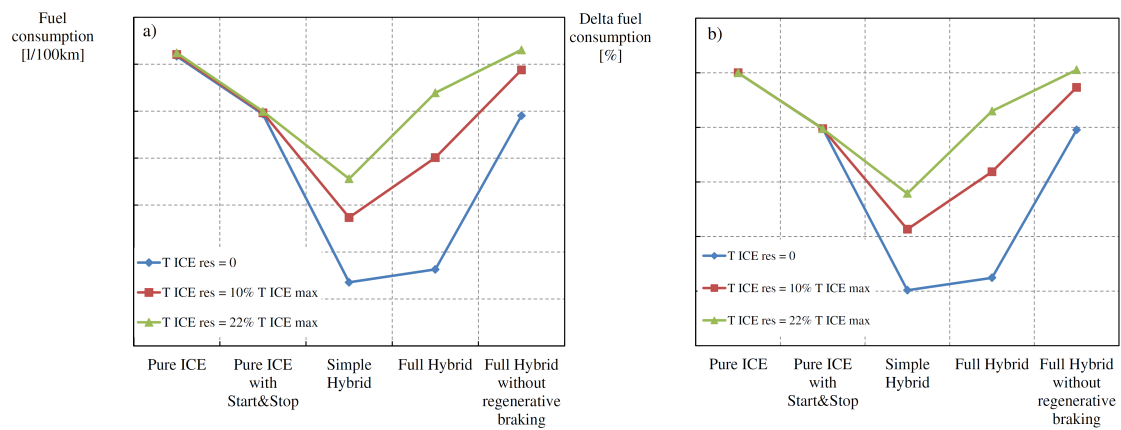 Fuel
consumption
[l/100km]
a)
T ICE res = 0
T ICE res = 10% T ICE max
T ICE res = 22% T ICE max
Pure ICE
Pure ICE
with
Start&Stop
Simple
Hybrid
Full Hybrid
Full Hybrid
without
regenerative
braking
Delta fuel
consumption
[%]
b)
T ICE res = 0
T ICE res = 10% T ICE max
T ICE res = 22% T ICE max
Pure ICE
Pure ICE
with
Start&Stop
Simple
Hybrid
Full Hybrid
Full Hybrid
without
regenerative
braking